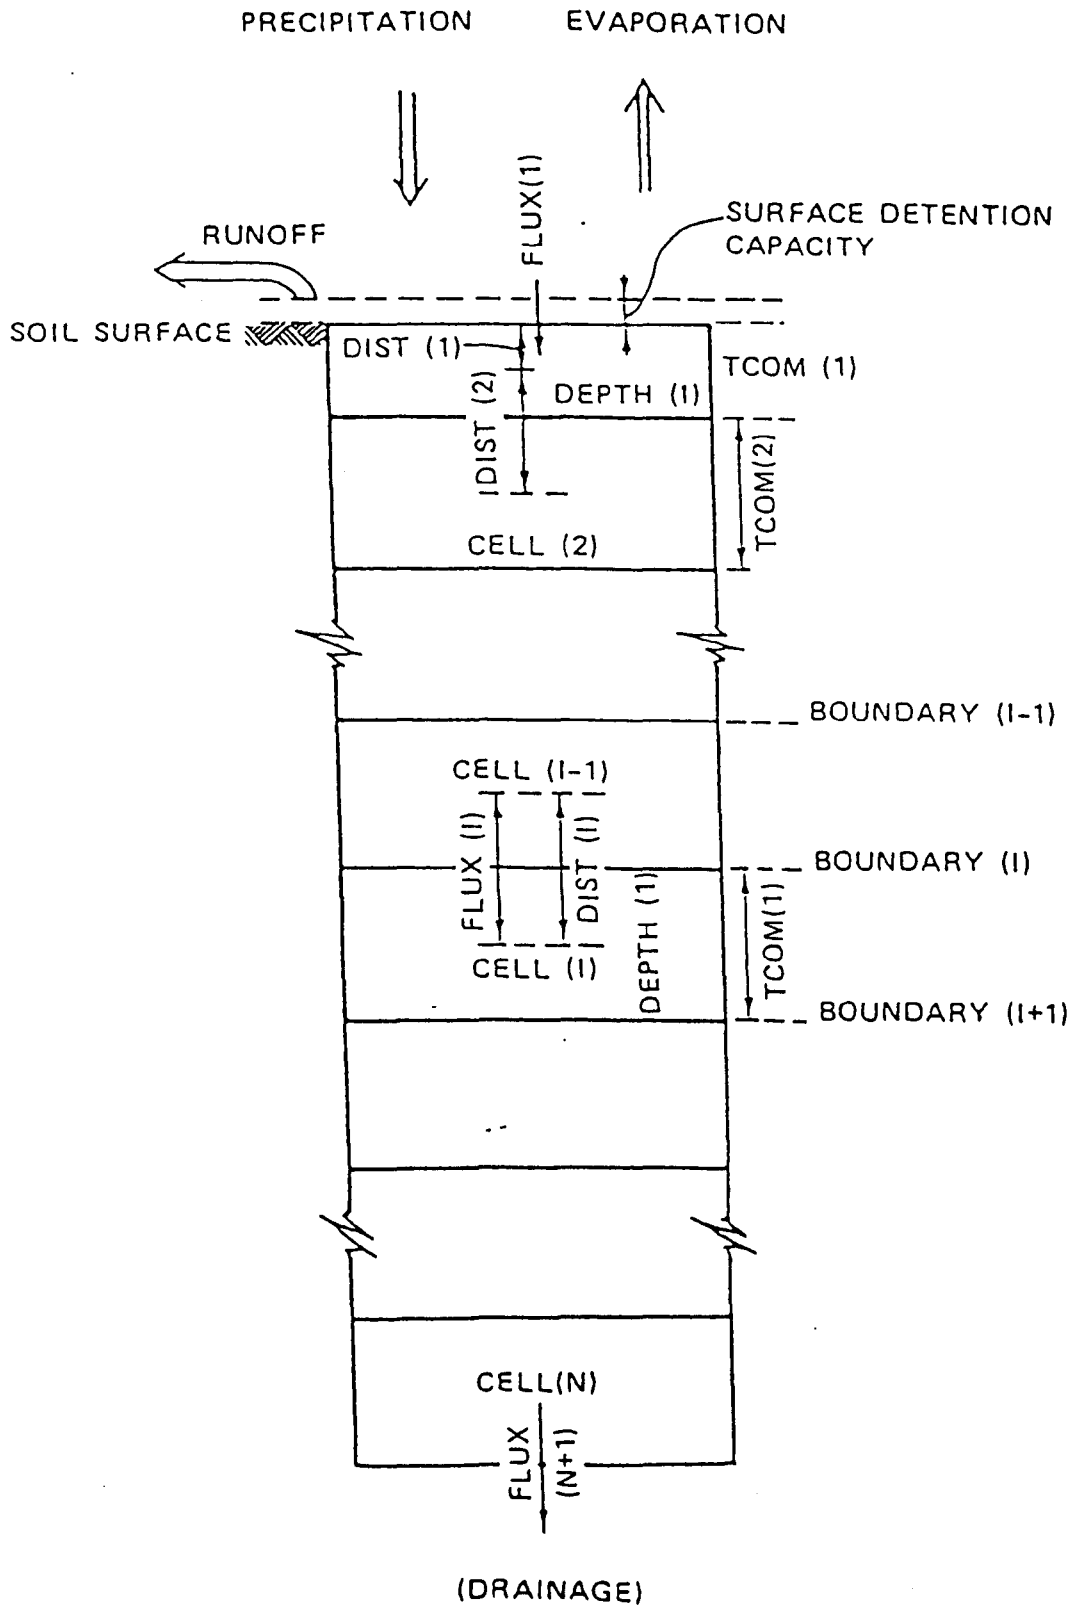 PRECIPITATION
EVAPORATION
FLUX(1)
SURFACE DETENTION
CAPACITY
RUNOFF
SOIL SURFACE
DIST (1)
TCOM (1)
DIST (2)
DEPTH (1)
TCOM(2)
CELL (2)
BOUNDARY (I-1)
CELL (I-1)
FLUX (I)
DIST (I)
BOUNDARY (I)
DEPTH (1)
TCOM(1)
CELL (I)
BOUNDARY (I+1)
CELL(N)
FLUX
(N+1)
(DRAINAGE)